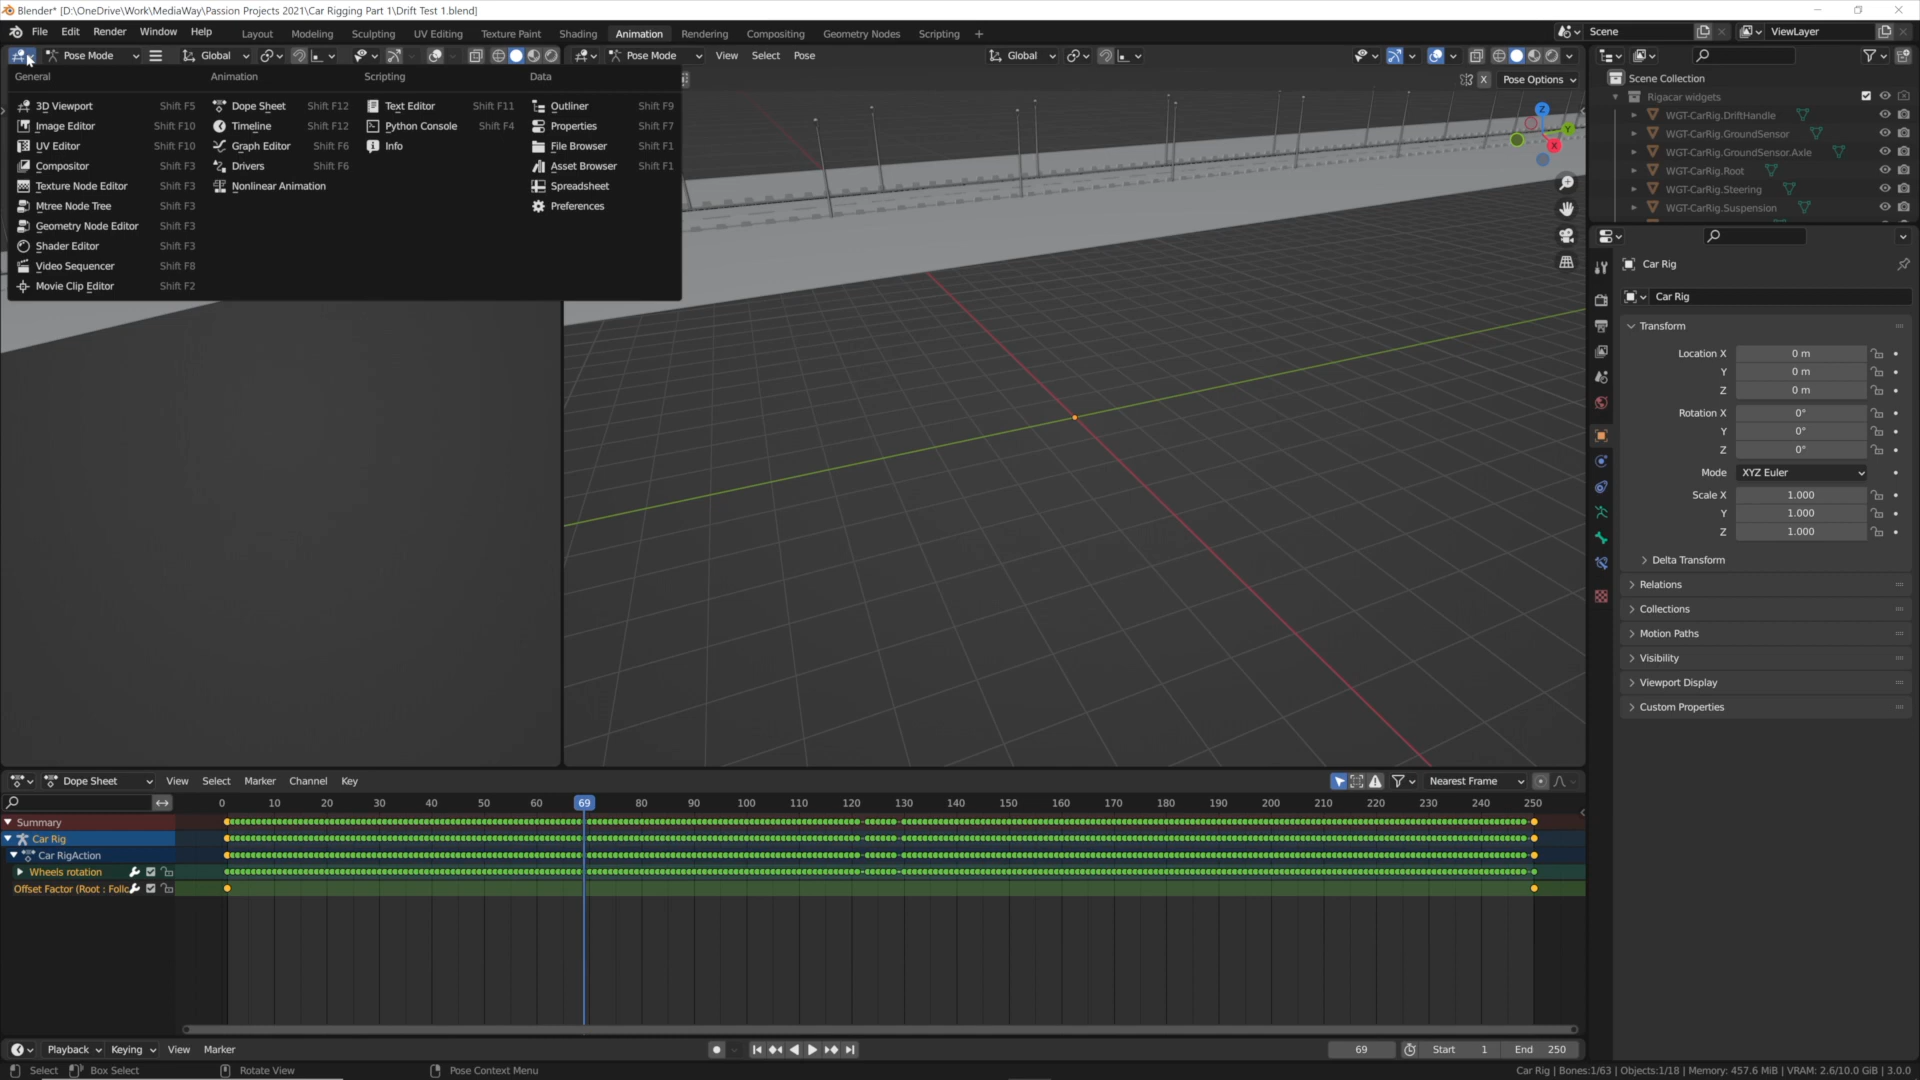 Blender* [D:\OneDrive\Work\MediaWay\Passion Projects 2021\Car Rigging Part 1\Drift Test 1.blend]
File Edit Render Window Help Layout Modeling Sculpting UV Editing Texture Paint Shading Animation Rendering Compositing Geometry Nodes Scripting + Scene ViewLayer
Pose Mode Global Pose Mode View Select Pose Global
General Animation Scripting Data X Pose Options Scene Collection
Rigacar widgets
3D Viewport Shift F5 Dope Sheet Shift F12 Text Editor Shift F11 Outliner Shift F9
WGT-CarRig.DriftHandle
Image Editor Shift F10 Timeline Shift F12 Python Console Shift F4 Properties Shift F7
WGT-CarRig.GroundSensor
UV Editor Shift F10 Graph Editor Shift F6 Info File Browser Shift F1
WGT-CarRig.GroundSensor.Axle
Compositor Shift F3 Drivers Shift F6 Asset Browser Shift F1
WGT-CarRig.Root
Texture Node Editor Shift F3 Nonlinear Animation Spreadsheet
WGT-CarRig.Steering
Mtree Node Tree Shift F3 Preferences
WGT-CarRig.Suspension
Geometry Node Editor Shift F3
Shader Editor Shift F3
Video Sequencer Shift F8
Movie Clip Editor Shift F2
Z
Y
X
Car Rig
Car Rig
Transform
Location X 0 m
Y 0 m
Z 0 m
Rotation X 0°
Y 0°
Z 0°
Mode XYZ Euler
Scale X 1.000
Y 1.000
Z 1.000
Delta Transform
Relations
Collections
Motion Paths
Visibility
Viewport Display
Custom Properties
Dope Sheet View Select Marker Channel Key Nearest Frame
0 10 20 30 40 50 60 69 80 90 100 110 120 130 140 150 160 170 180 190 200 210 220 230 240 250
Summary
Car Rig
Car RigAction
Wheels rotation
Offset Factor (Root : Follo
Playback Keying View Marker 69 Start 1 End 250
Select Box Select Rotate View Pose Context Menu Car Rig | Bones:1/63 | Objects:1/18 | Memory: 457.6 MiB | VRAM: 2.6/10.0 GiB | 3.0.0